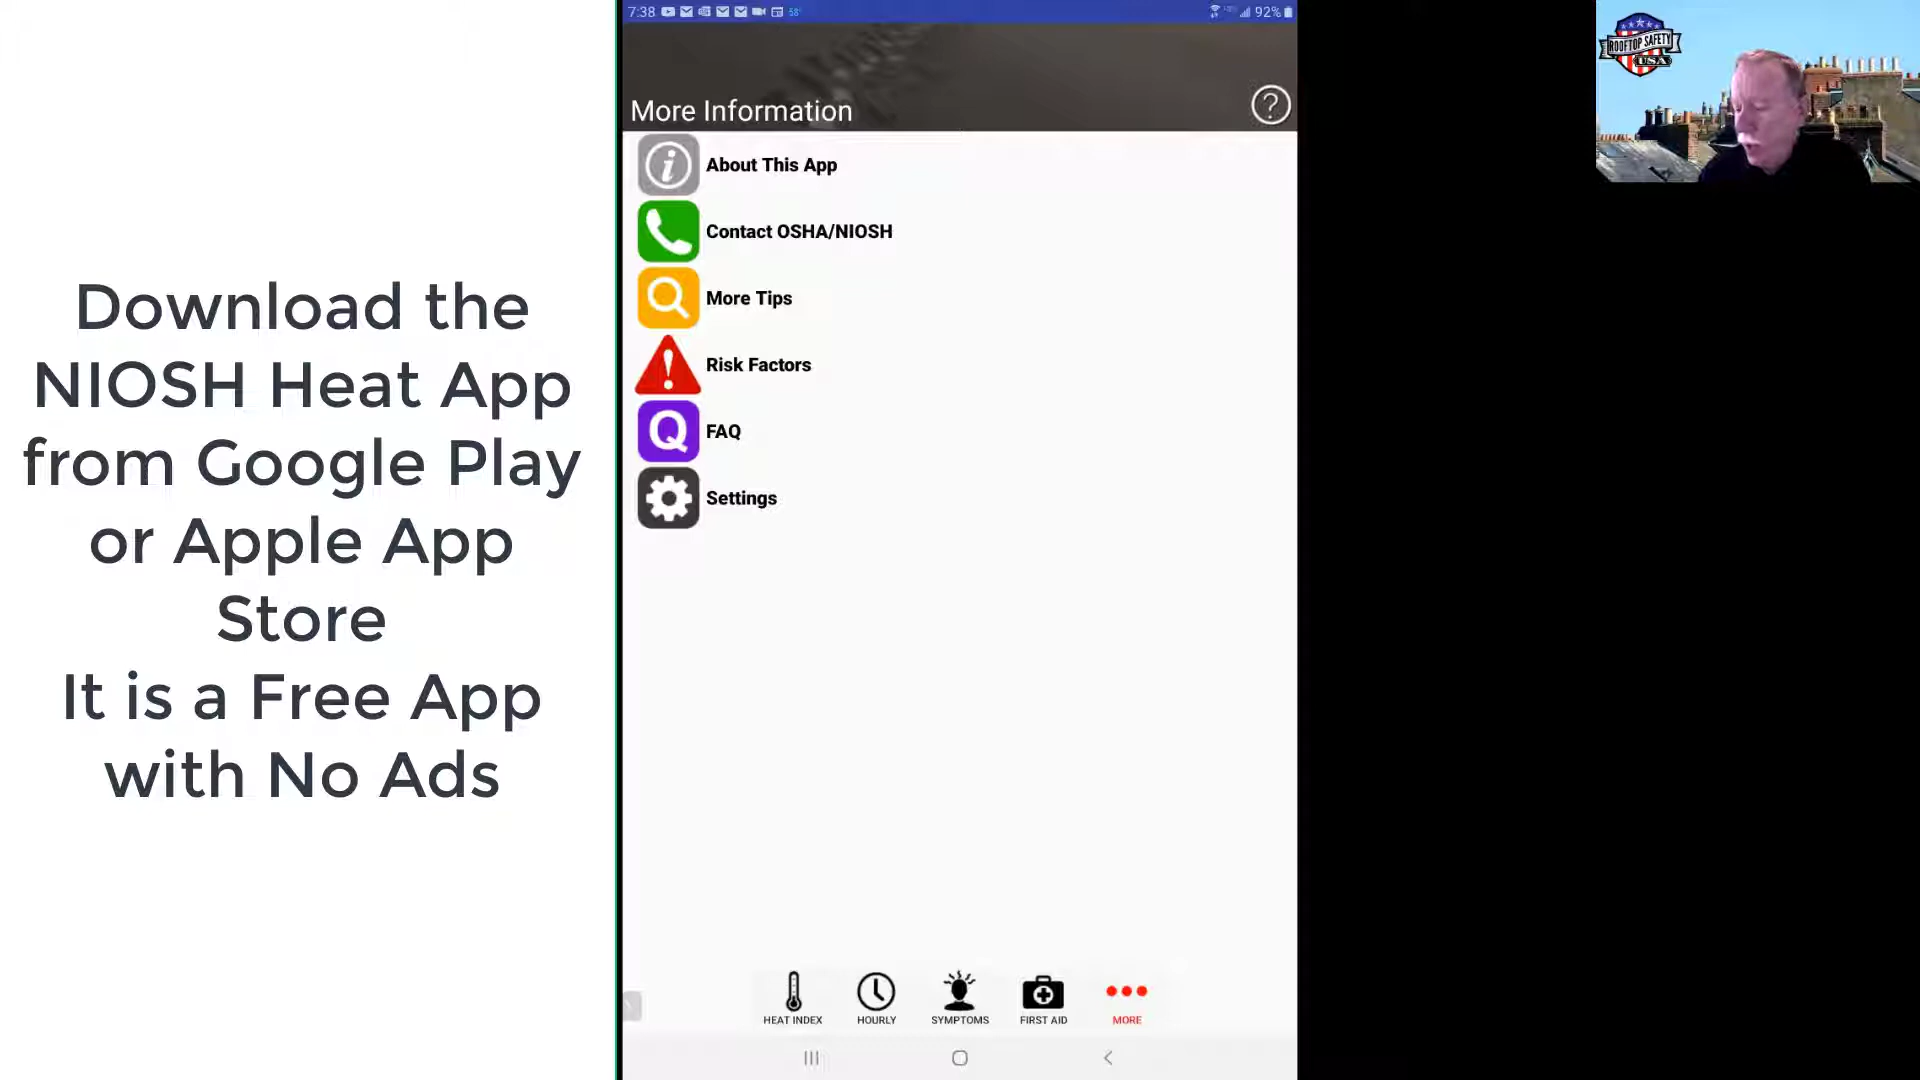 Download the
NIOSH Heat App
from Google Play
or Apple App
Store
It is a Free App
with No Ads
7:38
58°
92%
More Information
?
About This App
Contact OSHA/NIOSH
More Tips
Risk Factors
FAQ
Settings
HEAT INDEX
HOURLY
SYMPTOMS
FIRST AID
MORE
ROOFTOP SAFETY
USA